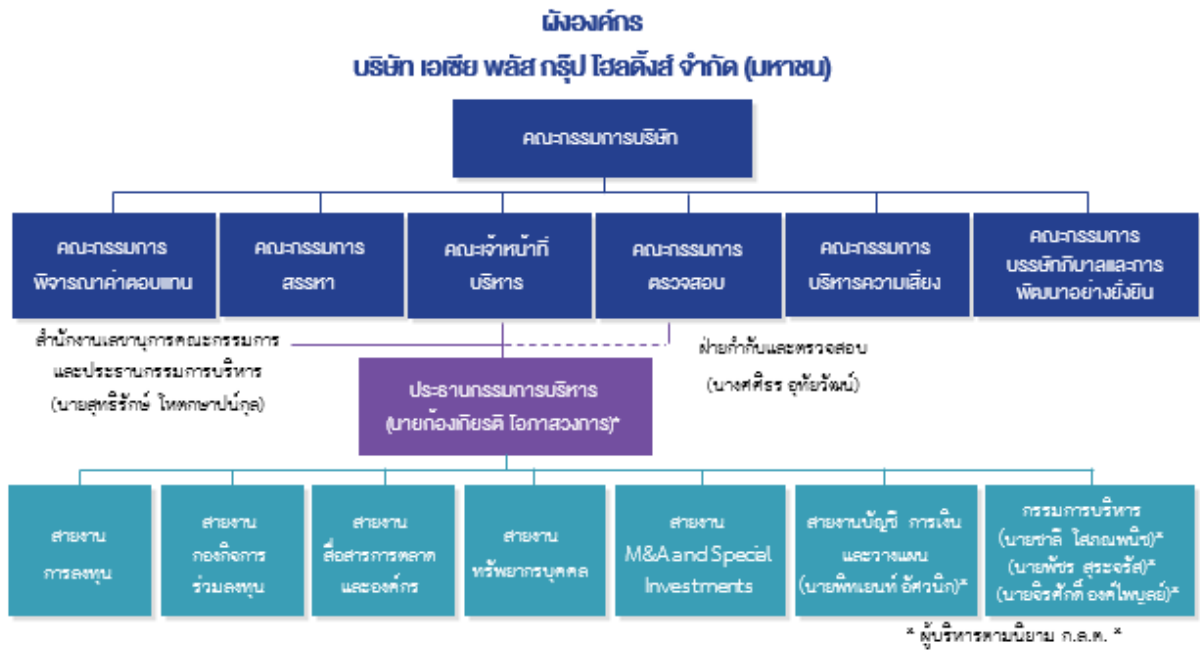 ผังองค์กร
บริษัท เอเซีย พลัส กรุ๊ป โฮลดิ้งส์ จำกัด (มหาชน)
คณะกรรมการบริษัท
คณะกรรมการ
พิจารณาค่าตอบแทน
คณะกรรมการ
สรรหา
คณะเจ้าหน้าที่
บริหาร
คณะกรรมการ
ตรวจสอบ
คณะกรรมการ
บริหารความเสี่ยง
คณะกรรมการ
บรรษัทภิบาลและการ
พัฒนาอย่างยั่งยืน
สำนักงานเลขานุการคณะกรรมการ
และประธานกรรมการบริหาร
(นายสุทธิรักษ์ โหตกษาปน์กุล)
ฝ่ายกำกับและตรวจสอบ
(นางศศิธร อุทัยวัฒน์)
ประธานกรรมการบริหาร
(นายก้องเกียรติ โอภาสวงการ)*
สายงาน
การลงทุน
สายงาน
กองกิจการ
ร่วมลงทุน
สายงาน
สื่อสารการตลาด
และองค์กร
สายงาน
ทรัพยากรบุคคล
สายงาน
M&A and Special
Investments
สายงานบัญชี การเงิน
และวางแผน
(นายพิทเยนท์ อัศวนิก)*
กรรมการบริหาร
(นายชาลี โสภณพนิช)*
(นายพัชร สุระจรัส)*
(นายจิรศักดิ์ องค์ไพบูลย์)*
* ผู้บริหารตามนิยาม ก.ล.ต. *